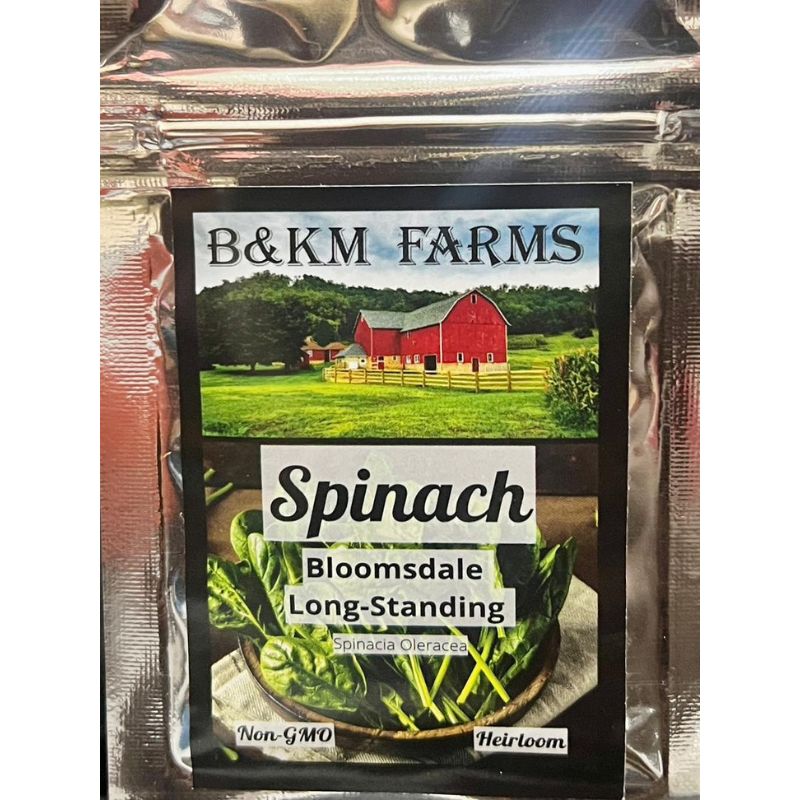 B&KM FARMS
Spinach
Bloomsdale
Long-Standing
Spinacia Oleracea
Non-GMO
Heirloom